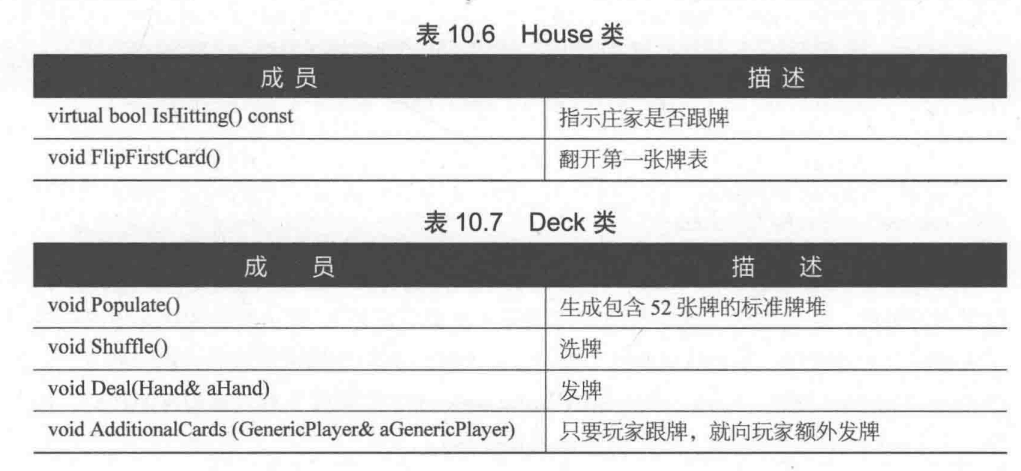 表 10.6 House 类
成 员 描 述
virtual bool IsHitting() const 指示庄家是否跟牌
void FlipFirstCard() 翻开第一张牌表
表 10.7 Deck 类
成 员 描 述
void Populate() 生成包含 52 张牌的标准牌堆
void Shuffle() 洗牌
void Deal(Hand& aHand) 发牌
void AdditionalCards (GenericPlayer& aGenericPlayer) 只要玩家跟牌，就向玩家额外发牌